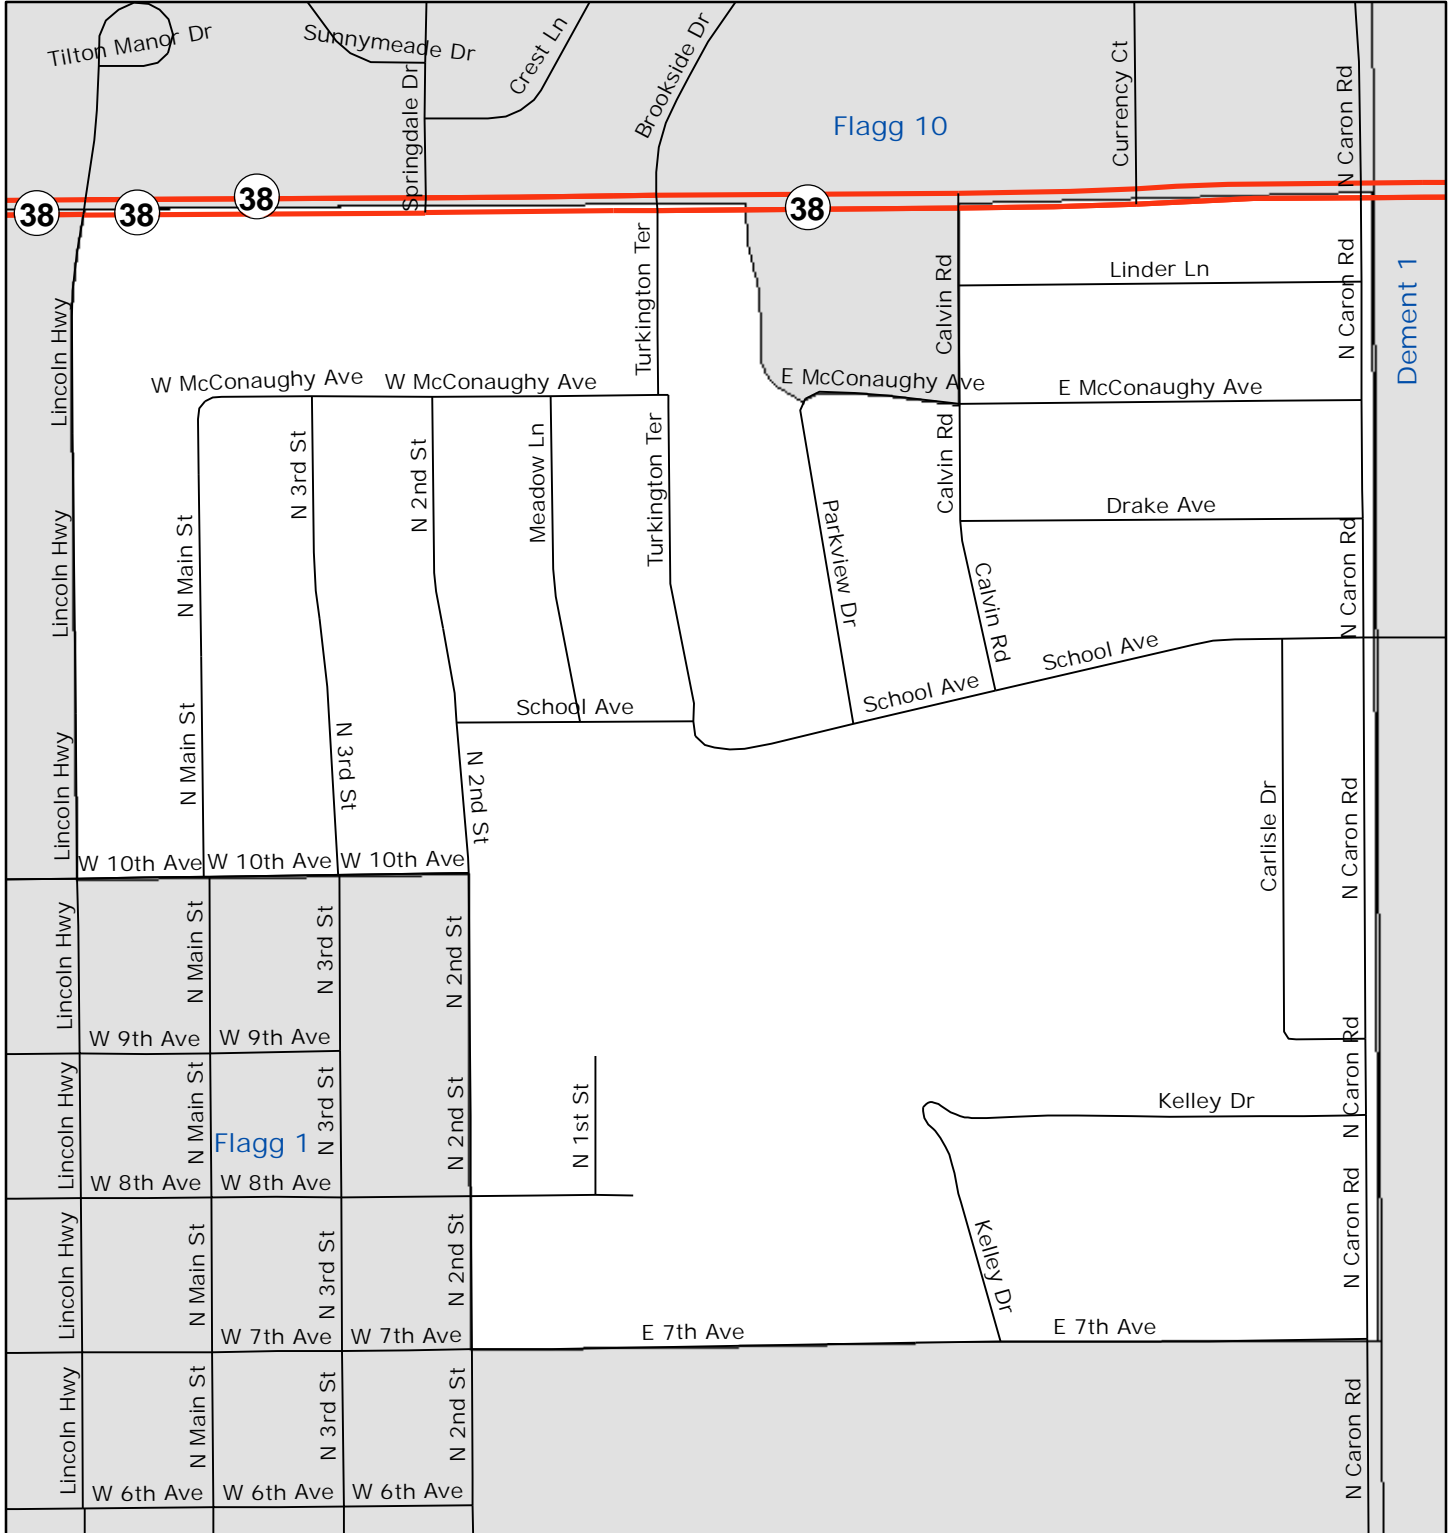 Tilton Manor Dr
Sunnymeade Dr
Crest Ln
Brookside Dr
Springdale Dr
Currency Ct
N Caron Rd
Flagg 10
38
38
38
38
Turkington Ter
Calvin Rd
Linder Ln
N Caron Rd
Dement 1
Lincoln Hwy
W McConaughy Ave
W McConaughy Ave
E McConaughy Ave
E McConaughy Ave
N 3rd St
N 2nd St
Meadow Ln
Turkington Ter
Calvin Rd
Drake Ave
Lincoln Hwy
N Main St
Parkview Dr
Calvin Rd
N Caron Rd
School Ave
School Ave
School Ave
Lincoln Hwy
N Main St
N 3rd St
N 2nd St
Carlisle Dr
N Caron Rd
W 10th Ave
W 10th Ave
W 10th Ave
Lincoln Hwy
N Main St
N 3rd St
N 2nd St
W 9th Ave
W 9th Ave
N Caron Rd
Lincoln Hwy
N Main St
Flagg 1
N 3rd St
N 2nd St
N 1st St
Kelley Dr
W 8th Ave
W 8th Ave
Lincoln Hwy
N Main St
N 3rd St
N 2nd St
Kelley Dr
N Caron Rd
W 7th Ave
W 7th Ave
E 7th Ave
E 7th Ave
Lincoln Hwy
N Main St
N 3rd St
N 2nd St
N Caron Rd
W 6th Ave
W 6th Ave
W 6th Ave